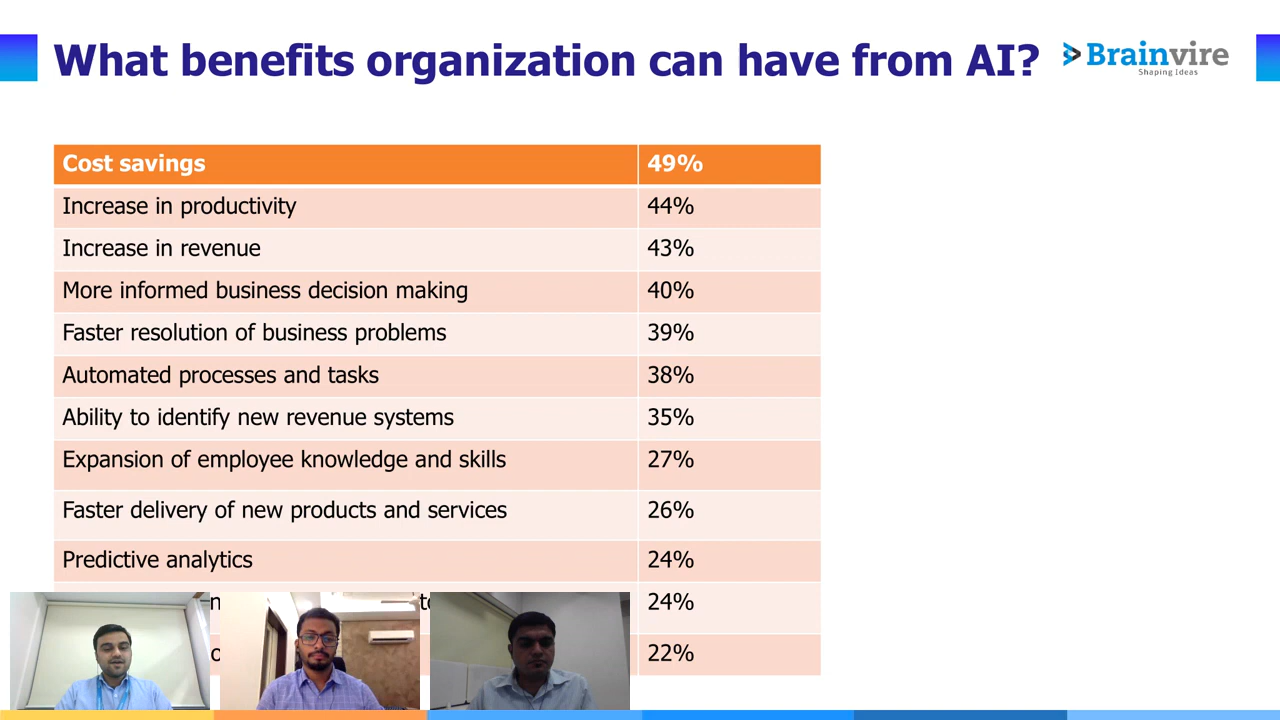 What benefits organization can have from AI?
Brainvire
Shaping Ideas
Cost savings 49%
Increase in productivity 44%
Increase in revenue 43%
More informed business decision making 40%
Faster resolution of business problems 39%
Automated processes and tasks 38%
Ability to identify new revenue systems 35%
Expansion of employee knowledge and skills 27%
Faster delivery of new products and services 26%
Predictive analytics 24%
24%
22%